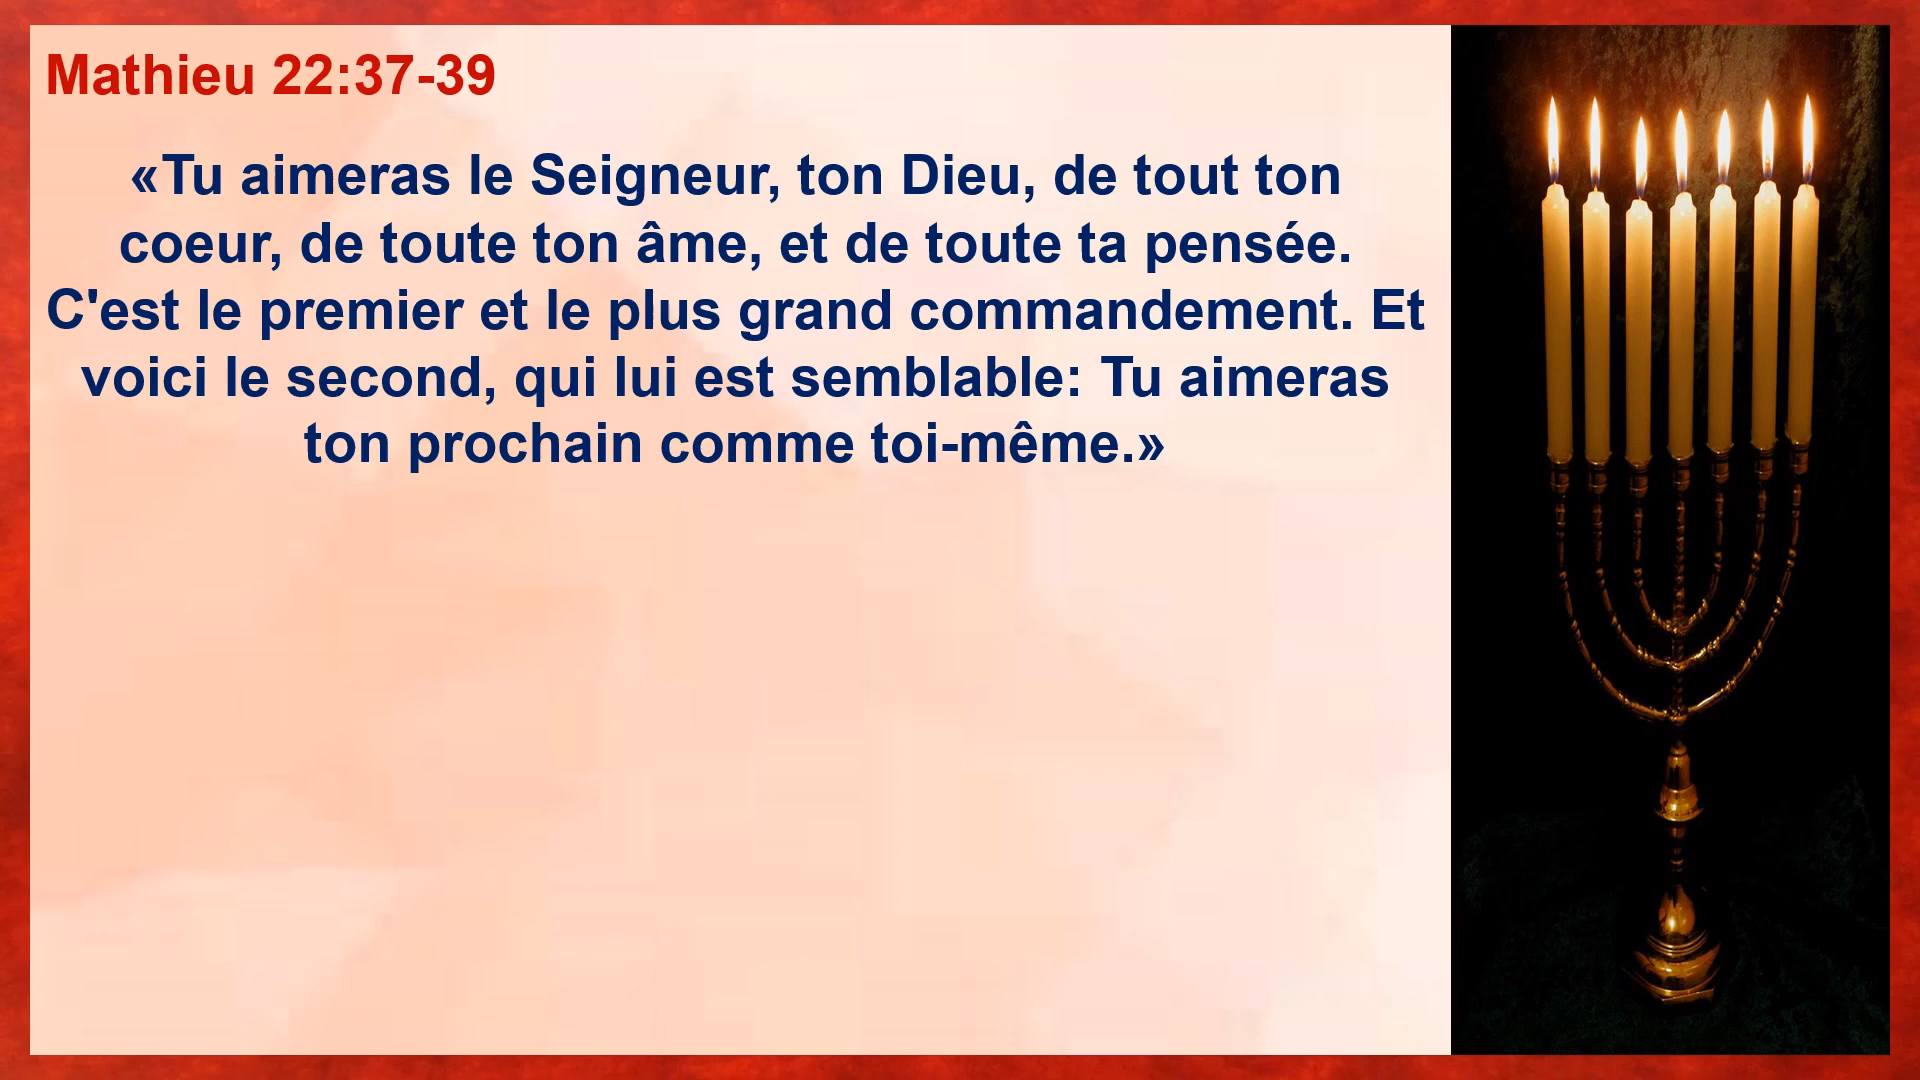 Mathieu 22:37-39
«Tu aimeras le Seigneur, ton Dieu, de tout ton
coeur, de toute ton âme, et de toute ta pensée.
C'est le premier et le plus grand commandement. Et
voici le second, qui lui est semblable: Tu aimeras
ton prochain comme toi-même.»